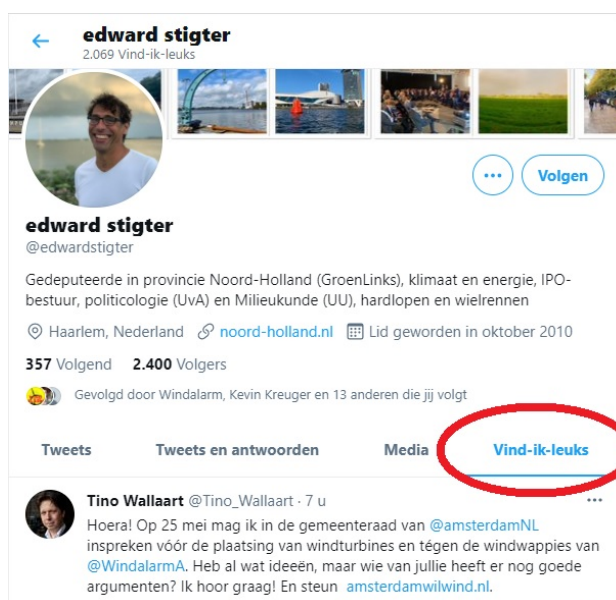 edward stigter
2.069 Vind-ik-leuks
Volgen
edward stigter
@edwardstigter
Gedeputeerde in provincie Noord-Holland (GroenLinks), klimaat en energie, IPO-
bestuur, politicologie (UvA) en Milieukunde (UU), hardlopen en wielrennen
Haarlem, Nederland noord-holland.nl Lid geworden in oktober 2010
357 Volgend 2.400 Volgers
Gevolgd door Windalarm, Kevin Kreuger en 13 anderen die jij volgt
Tweets Tweets en antwoorden Media Vind-ik-leuks
Tino Wallaart @Tino_Wallaart · 7 u
Hoera! Op 25 mei mag ik in de gemeenteraad van @amsterdamNL
inspreken vóór de plaatsing van windturbines en tégen de windwappies van
@WindalarmA. Heb al wat ideeën, maar wie van jullie heeft er nog goede
argumenten? Ik hoor graag! En steun amsterdamwilwind.nl.